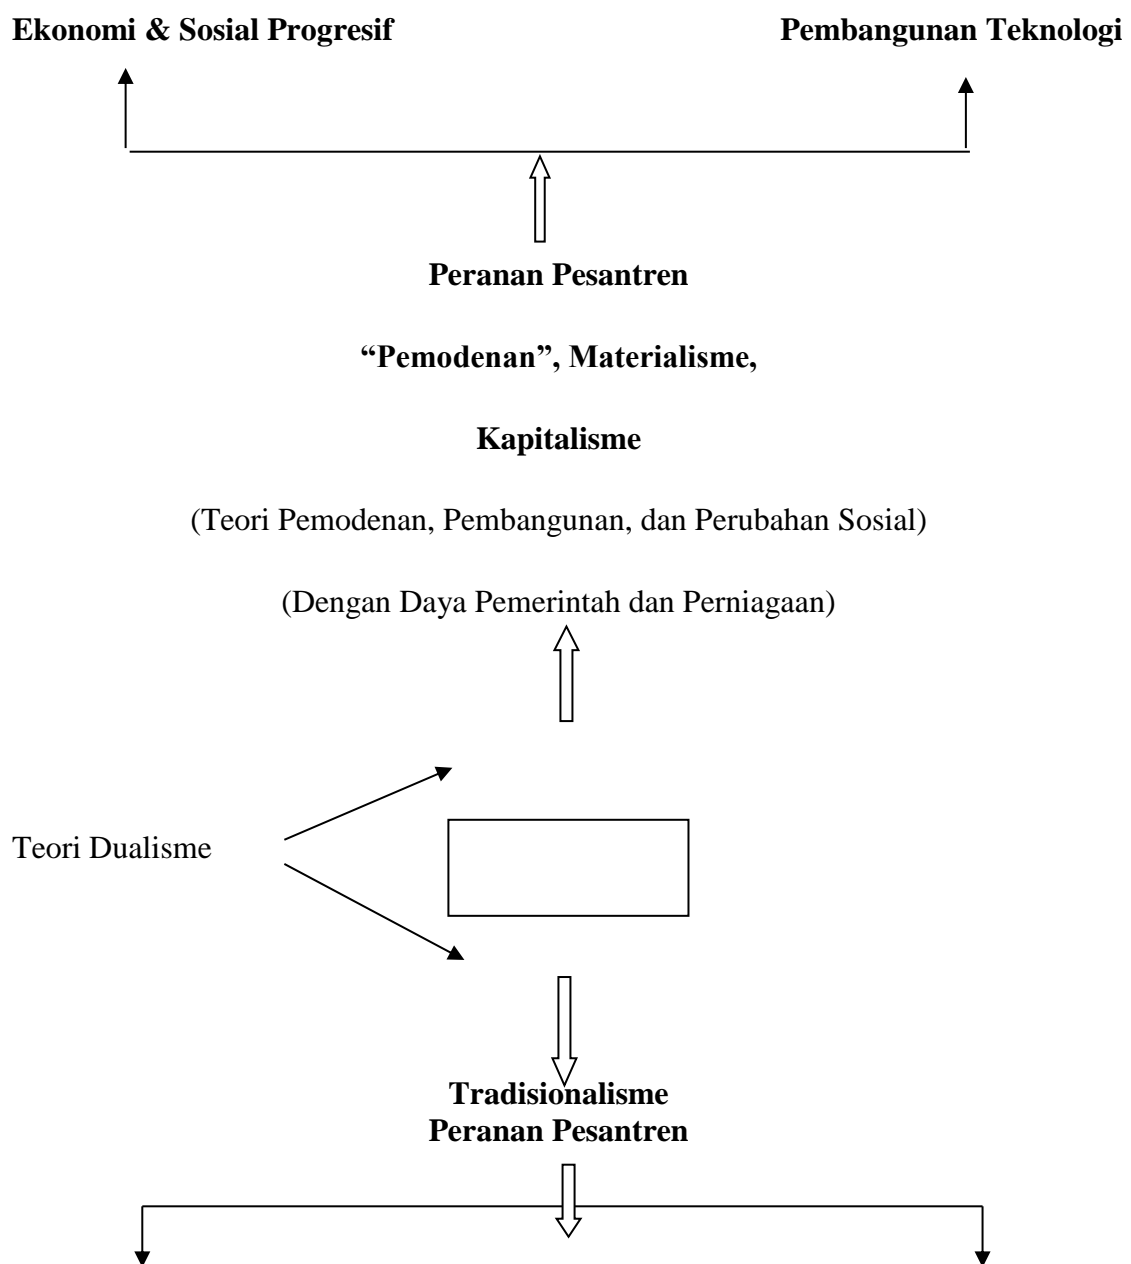 Ekonomi & Sosial Progresif Pembangunan Teknologi
Peranan Pesantren
“Pemodenan”, Materialisme,
Kapitalisme
(Teori Pemodenan, Pembangunan, dan Perubahan Sosial)
(Dengan Daya Pemerintah dan Perniagaan)
Teori Dualisme
Tradisionalisme
Peranan Pesantren